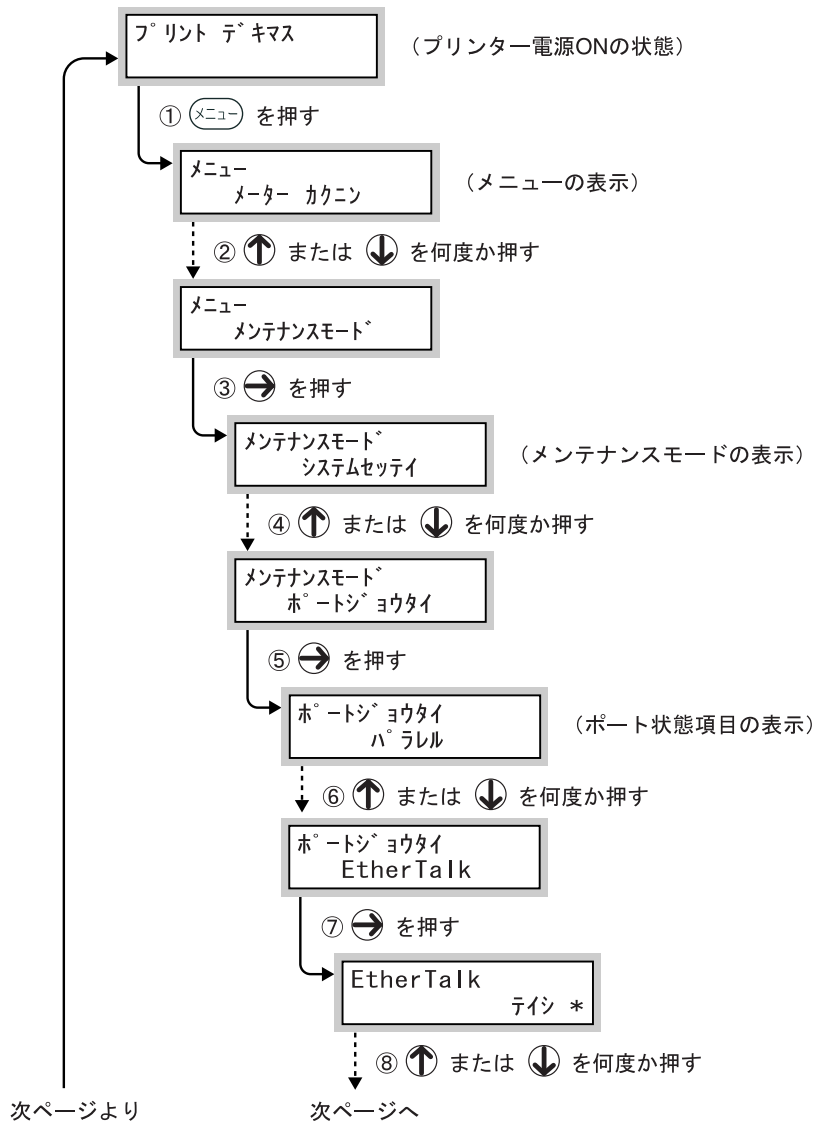 ﾌﾟﾘﾝﾄ ﾃﾞｷﾏｽ
（プリンター電源ONの状態）
① メニュー を押す
ﾒﾆｭｰ
ﾒｰﾀｰ ｶｸﾆﾝ
（メニューの表示）
② ↑ または ↓ を何度か押す
ﾒﾆｭｰ
ﾒﾝﾃﾅﾝｽﾓｰﾄﾞ
③ → を押す
ﾒﾝﾃﾅﾝｽﾓｰﾄﾞ
ｼｽﾃﾑｾｯﾃｲ
（メンテナンスモードの表示）
④ ↑ または ↓ を何度か押す
ﾒﾝﾃﾅﾝｽﾓｰﾄﾞ
ﾎﾟｰﾄｼﾞｮｳﾀｲ
⑤ → を押す
ﾎﾟｰﾄｼﾞｮｳﾀｲ
ﾊﾟﾗﾚﾙ
（ポート状態項目の表示）
⑥ ↑ または ↓ を何度か押す
ﾎﾟｰﾄｼﾞｮｳﾀｲ
EtherTalk
⑦ → を押す
EtherTalk
ﾃｲｼ *
⑧ ↑ または ↓ を何度か押す
次ページより 次ページへ